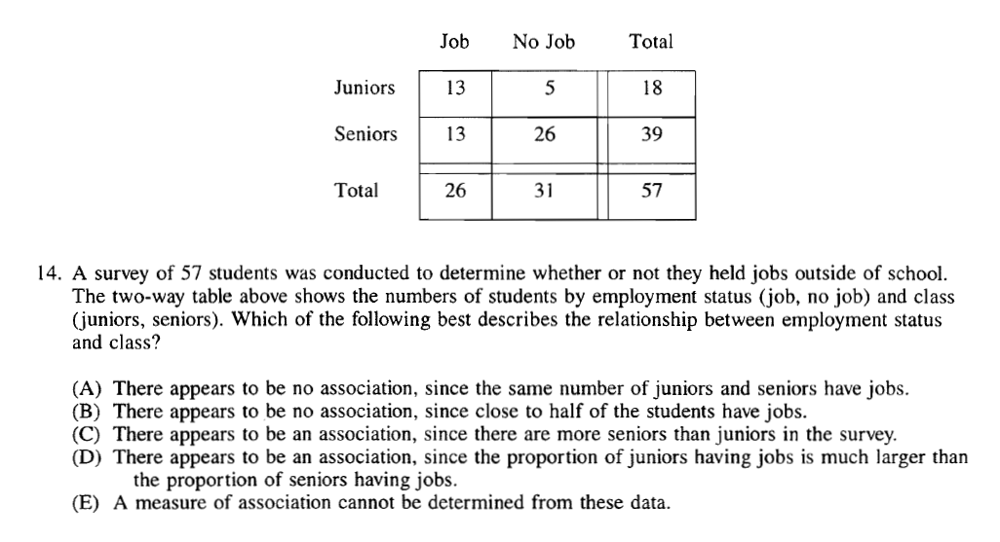 Job No Job Total
Juniors 13 5 18
Seniors 13 26 39
Total 26 31 57
14. A survey of 57 students was conducted to determine whether or not they held jobs outside of school.
The two-way table above shows the numbers of students by employment status (job, no job) and class
(juniors, seniors). Which of the following best describes the relationship between employment status
and class?
(A) There appears to be no association, since the same number of juniors and seniors have jobs.
(B) There appears to be no association, since close to half of the students have jobs.
(C) There appears to be an association, since there are more seniors than juniors in the survey.
(D) There appears to be an association, since the proportion of juniors having jobs is much larger than
the proportion of seniors having jobs.
(E) A measure of association cannot be determined from these data.